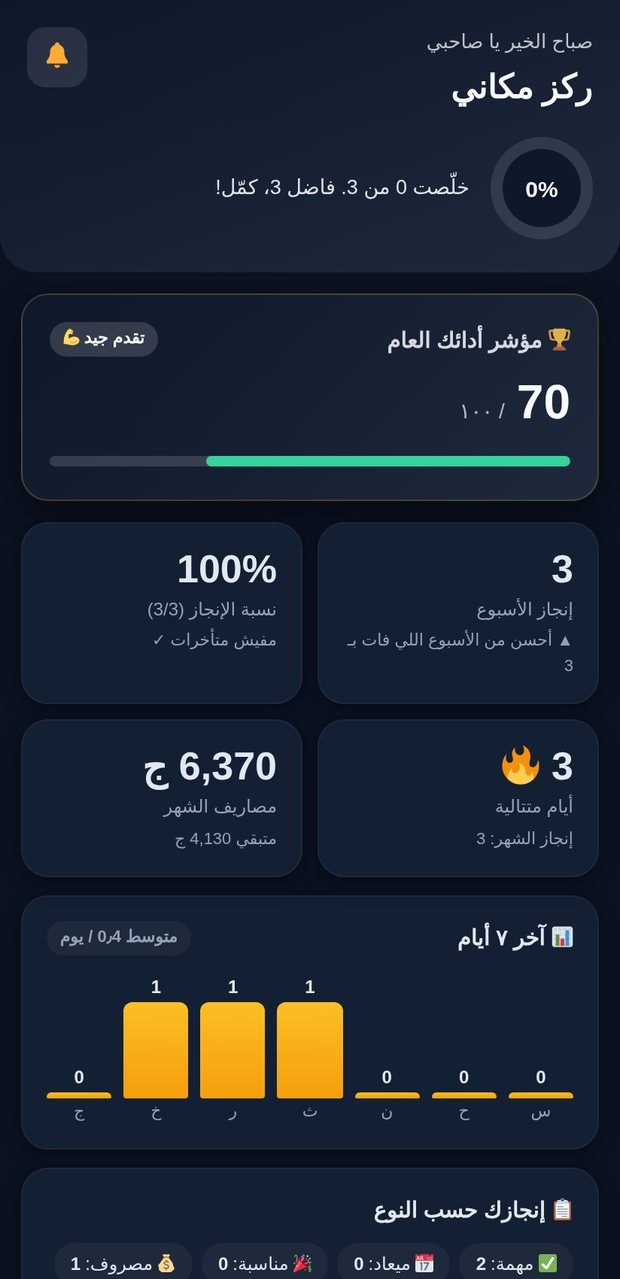 صباح الخير يا صاحبي
ركز مكاني
0%
خلّصت 0 من 3. فاضل 3، كمّل!
🏆 مؤشر أدائك العام
تقدم جيد 💪
70 / ١٠٠
3
إنجاز الأسبوع
▲ أحسن من الأسبوع اللي فات بـ
3
100%
نسبة الإنجاز (3/3)
مفيش متأخرات ✓
3 🔥
أيام متتالية
إنجاز الشهر: 3
6,370 ج
مصاريف الشهر
متبقي 4,130 ج
📊 آخر ٧ أيام
متوسط 0٫4 / يوم
0 0 0 1 1 1 0
س ح ن ث ر خ ج
📋 إنجازك حسب النوع
✅ مهمة: 2
📅 ميعاد: 0
🎉 مناسبة: 0
💰 مصروف: 1